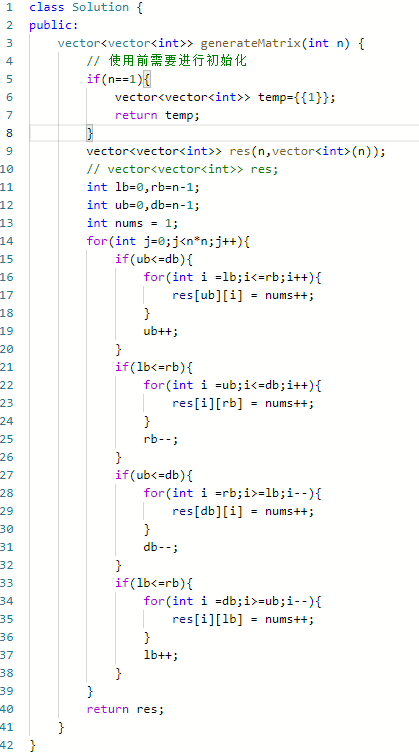 1 class Solution {
2 public:
3     vector<vector<int>> generateMatrix(int n) {
4         // 使用前需要进行初始化
5         if(n==1){
6             vector<vector<int>> temp={{1}};
7             return temp;
8         }
9         vector<vector<int>> res(n,vector<int>(n));
10         // vector<vector<int>> res;
11         int lb=0,rb=n-1;
12         int ub=0,db=n-1;
13         int nums = 1;
14         for(int j=0;j<n*n;j++){
15             if(ub<=db){
16                 for(int i =lb;i<=rb;i++){
17                     res[ub][i] = nums++;
18                 }
19                 ub++;
20             }
21             if(lb<=rb){
22                 for(int i =ub;i<=db;i++){
23                     res[i][rb] = nums++;
24                 }
25                 rb--;
26             }
27             if(ub<=db){
28                 for(int i =rb;i>=lb;i--){
29                     res[db][i] = nums++;
30                 }
31                 db--;
32             }
33             if(lb<=rb){
34                 for(int i =db;i>=ub;i--){
35                     res[i][lb] = nums++;
36                 }
37                 lb++;
38             }
39         }
40         return res;
41     }
42 }